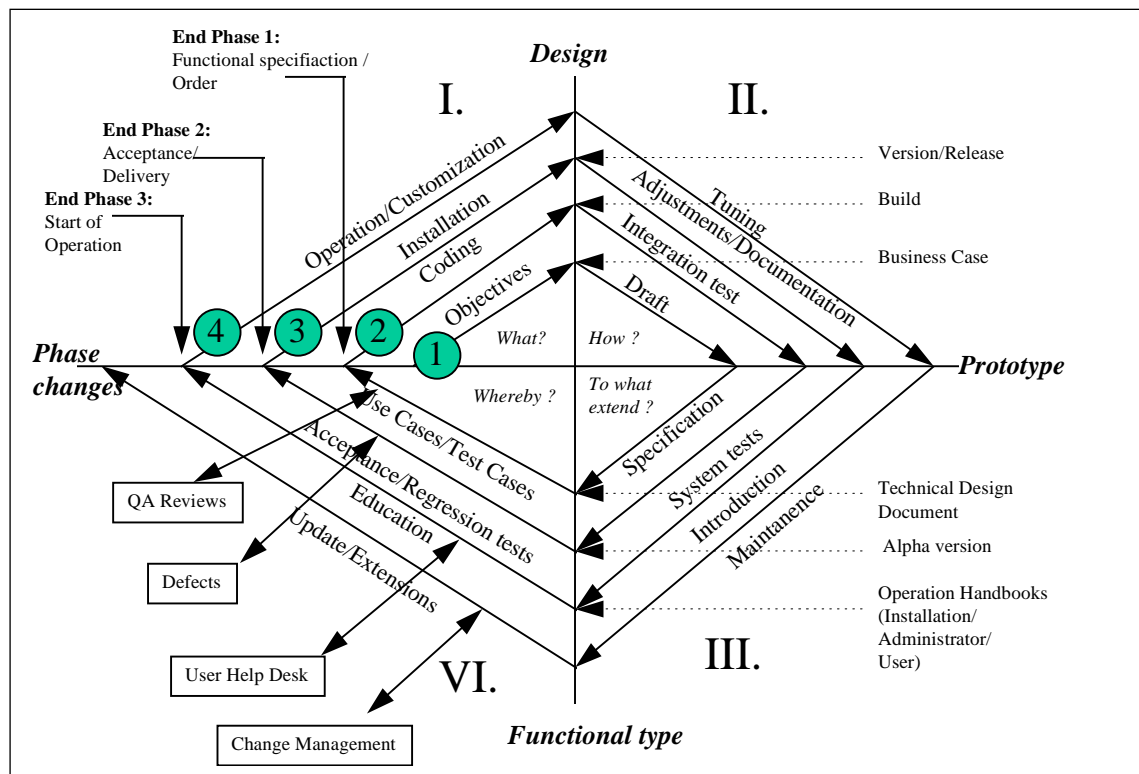 End Phase 1:
Functional specifiaction /
Order
Design
I.
II.
End Phase 2:
Acceptance/
Delivery
End Phase 3:
Start of
Operation
Operation/Customization
Installation
Coding
Objectives
Tuning
Adjustments/Documentation
Integration test
Draft
Version/Release
Build
Business Case
4
3
2
1
What?
How ?
Phase
changes
Prototype
Whereby ?
To what
extend ?
Use Cases/Test Cases
Acceptance/Regression tests
Education
Update/Extensions
Specification
System tests
Introduction
Maintanence
QA Reviews
Defects
User Help Desk
Change Management
Technical Design
Document
Alpha version
Operation Handbooks
(Installation/
Administrator/
User)
VI.
III.
Functional type